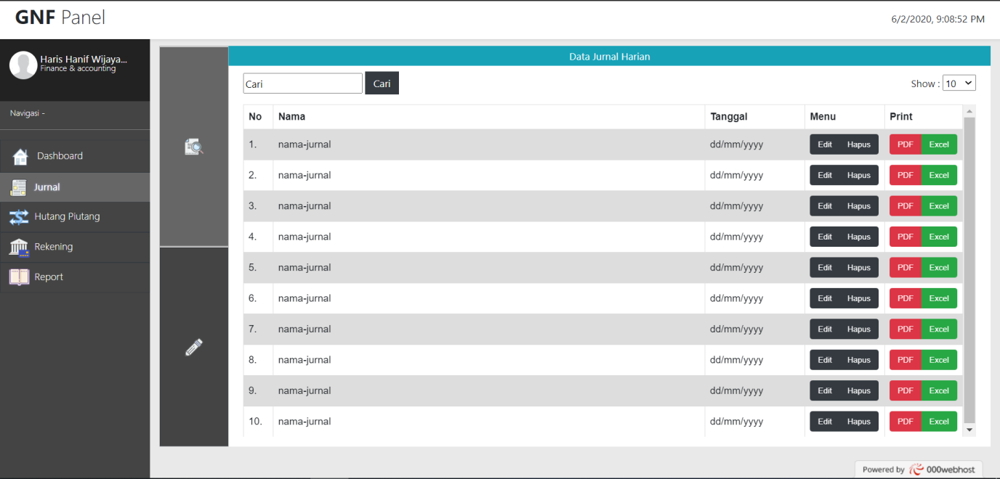 GNF Panel
6/2/2020, 9:08:52 PM
Haris Hanif Wijaya...
Finance & accounting
Navigasi -
Dashboard
Jurnal
Hutang Piutang
Rekening
Report
Data Jurnal Harian
Cari Cari Show : 10
No Nama Tanggal Menu Print
1. nama-jurnal dd/mm/yyyy Edit Hapus PDF Excel
2. nama-jurnal dd/mm/yyyy Edit Hapus PDF Excel
3. nama-jurnal dd/mm/yyyy Edit Hapus PDF Excel
4. nama-jurnal dd/mm/yyyy Edit Hapus PDF Excel
5. nama-jurnal dd/mm/yyyy Edit Hapus PDF Excel
6. nama-jurnal dd/mm/yyyy Edit Hapus PDF Excel
7. nama-jurnal dd/mm/yyyy Edit Hapus PDF Excel
8. nama-jurnal dd/mm/yyyy Edit Hapus PDF Excel
9. nama-jurnal dd/mm/yyyy Edit Hapus PDF Excel
10. nama-jurnal dd/mm/yyyy Edit Hapus PDF Excel
Powered by 000webhost